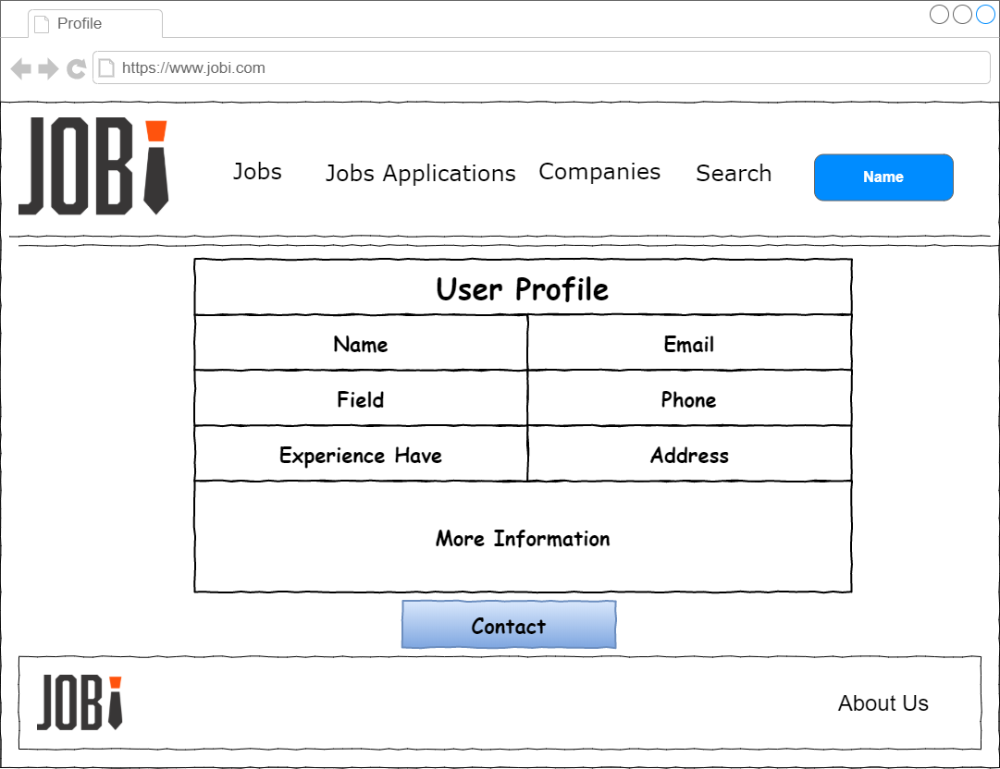 Profile
https://www.jobi.com
JOBi
Jobs
Jobs Applications
Companies
Search
Name
User Profile
Name
Email
Field
Phone
Experience Have
Address
More Information
Contact
JOBi
About Us